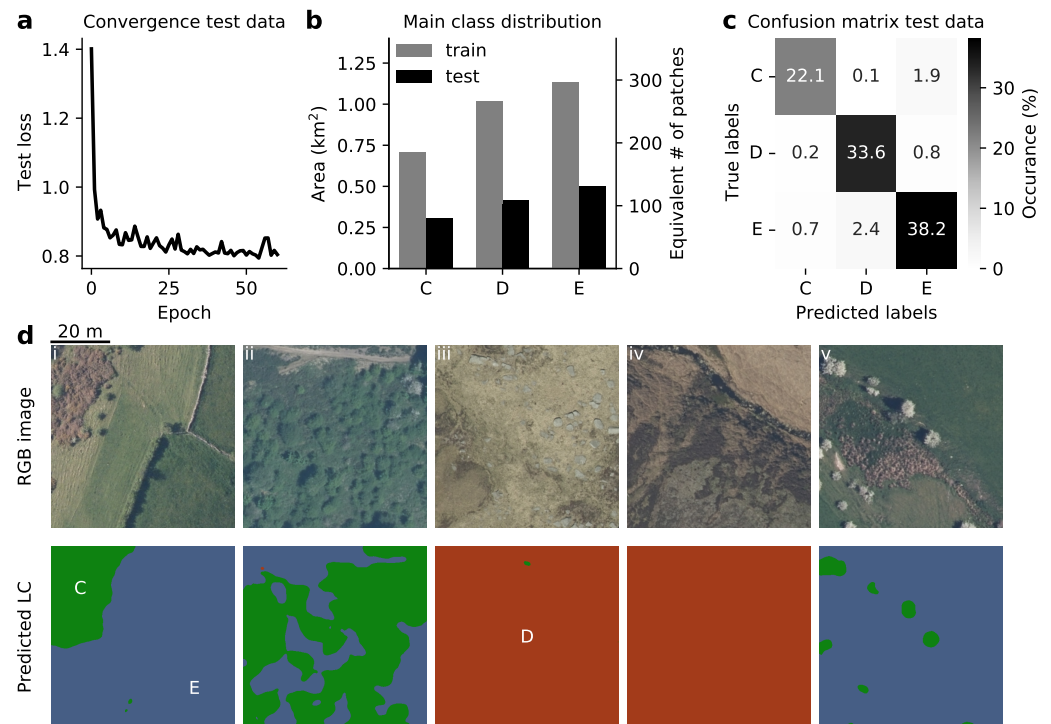 a Convergence test data
1.4
1.2
1.0
0.8
Test loss
0 25 50
Epoch
b Main class distribution
train
test
1.25
1.00
0.75
0.50
0.25
0.00
Area (km²)
300
200
100
0
Equivalent # of patches
C D E
c Confusion matrix test data
C 22.1 0.1 1.9
D 0.2 33.6 0.8
E 0.7 2.4 38.2
True labels
C D E
Predicted labels
30
20
10
0
Occurance (%)
d 20 m
RGB image
i ii iii iv v
Predicted LC
C
D
E